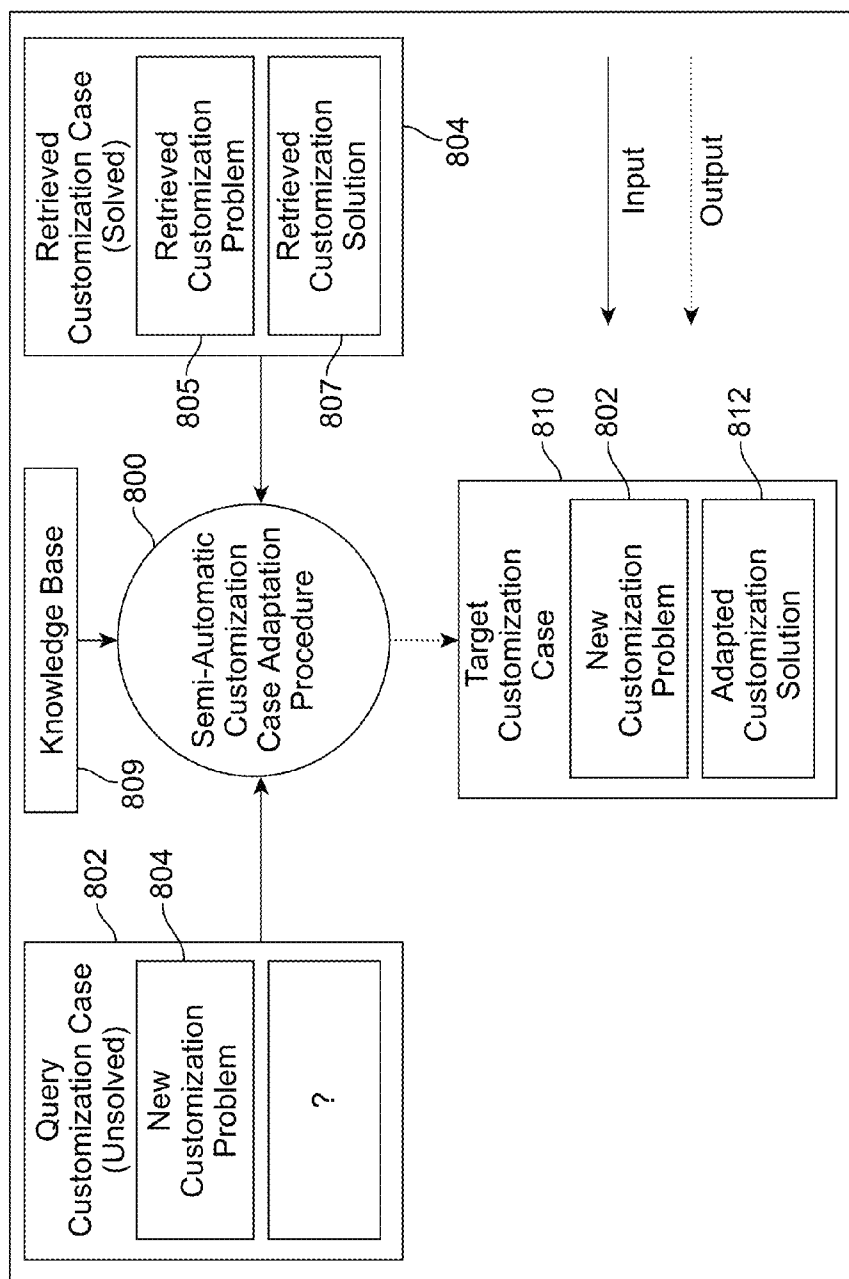 Query
Customization Case
(Unsolved)
802
New
Customization
Problem
804
?
Knowledge Base
809
Semi-Automatic
Customization
Case Adaptation
Procedure
800
Retrieved
Customization Case
(Solved)
Retrieved
Customization
Problem
805
Retrieved
Customization
Solution
807
804
Target
Customization
Case
810
New
Customization
Problem
802
Adapted
Customization
Solution
812
Input
Output